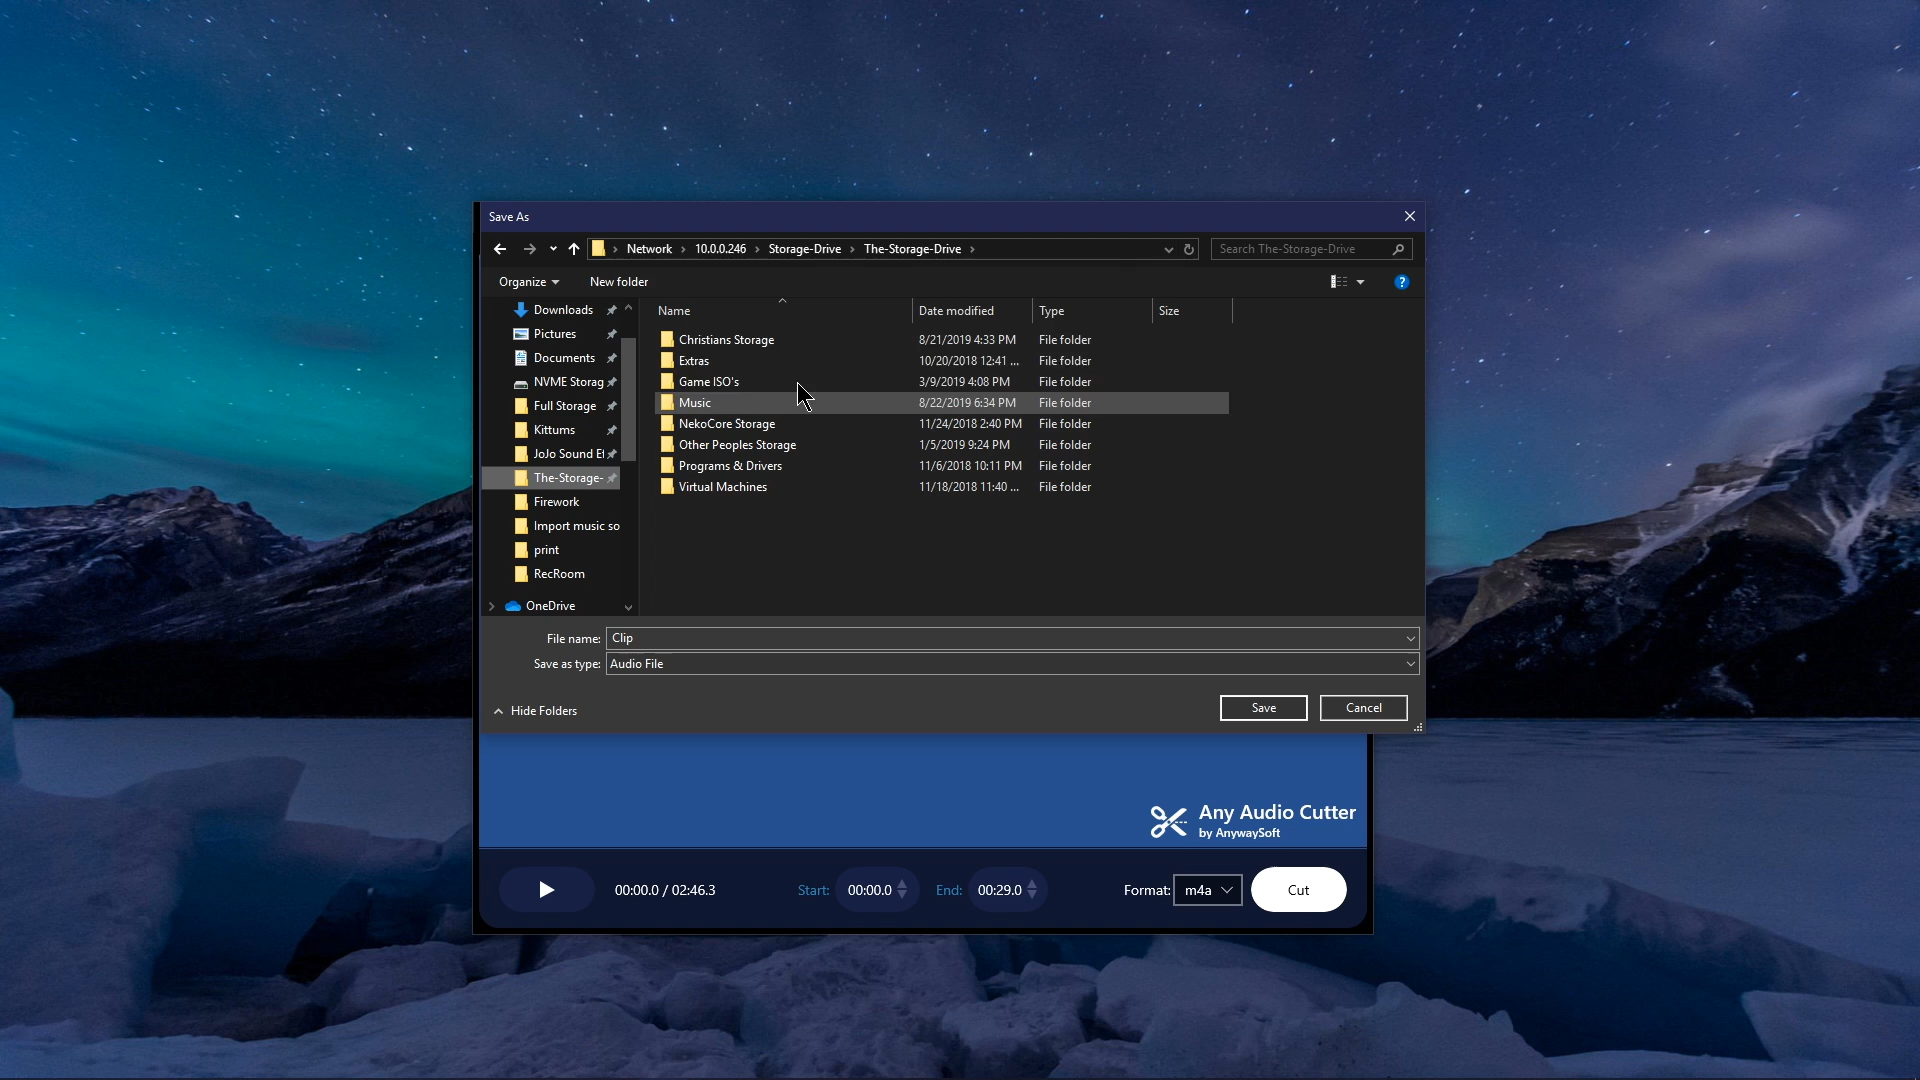 Save As
Network > 10.0.0.246 > Storage-Drive > The-Storage-Drive >
Search The-Storage-Drive
Organize
New folder
?
Downloads
Pictures
Documents
NVME Storag
Full Storage
Kittums
JoJo Sound Ef
The-Storage-
Firework
Import music so
print
RecRoom
OneDrive
Name Date modified Type Size
Christians Storage 8/21/2019 4:33 PM File folder
Extras 10/20/2018 12:41 ... File folder
Game ISO's 3/9/2019 4:08 PM File folder
Music 8/22/2019 6:34 PM File folder
NekoCore Storage 11/24/2018 2:40 PM File folder
Other Peoples Storage 1/5/2019 9:24 PM File folder
Programs & Drivers 11/6/2018 10:11 PM File folder
Virtual Machines 11/18/2018 11:40 ... File folder
File name: Clip
Save as type: Audio File
Hide Folders
Save
Cancel
Any Audio Cutter
by AnywaySoft
00:00.0 / 02:46.3
Start: 00:00.0
End: 00:29.0
Format: m4a
Cut